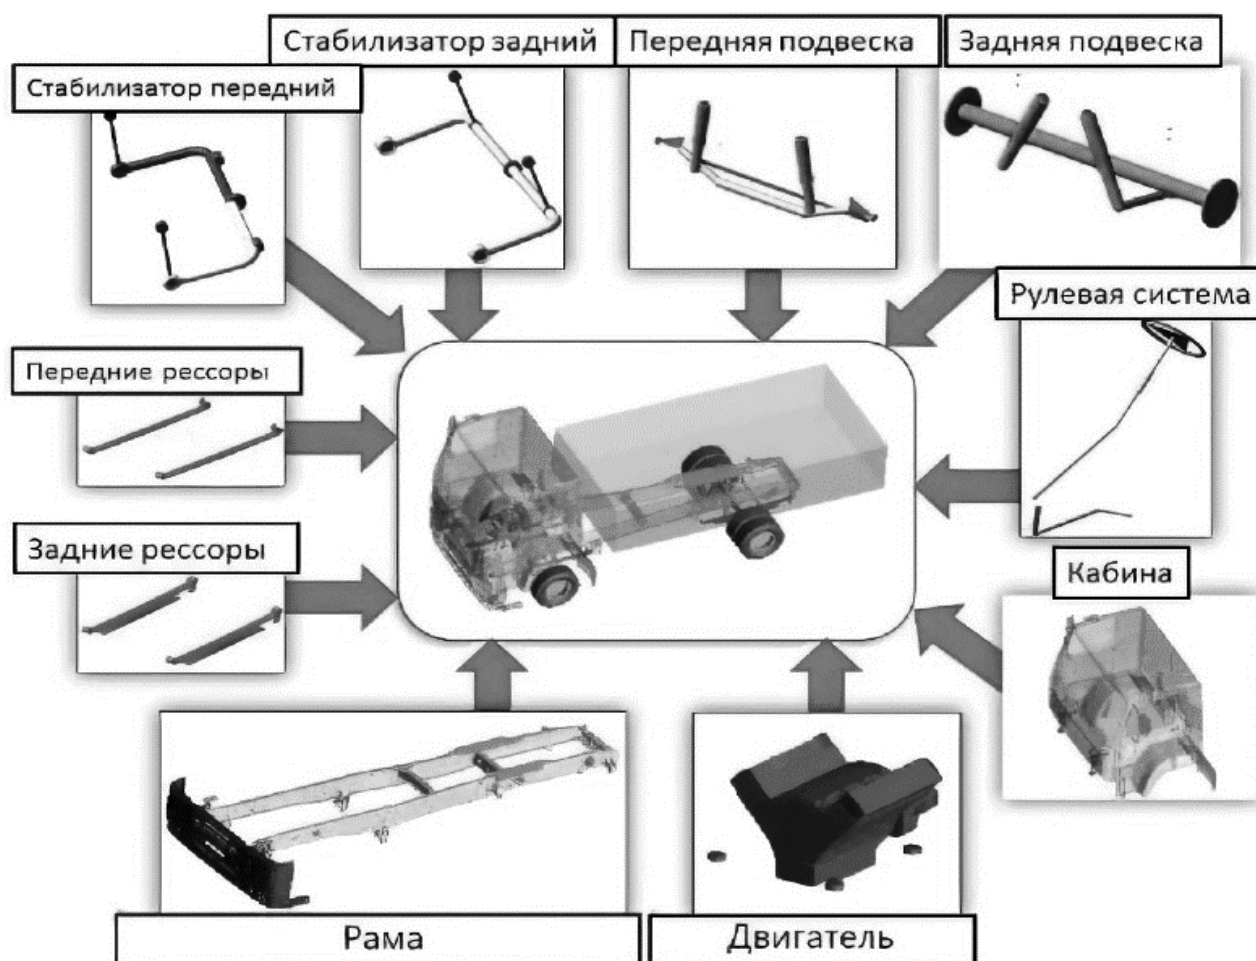 Стабилизатор задний
Передняя подвеска
Задняя подвеска
Стабилизатор передний
Рулевая система
Передние рессоры
Задние рессоры
Кабина
Рама
Двигатель